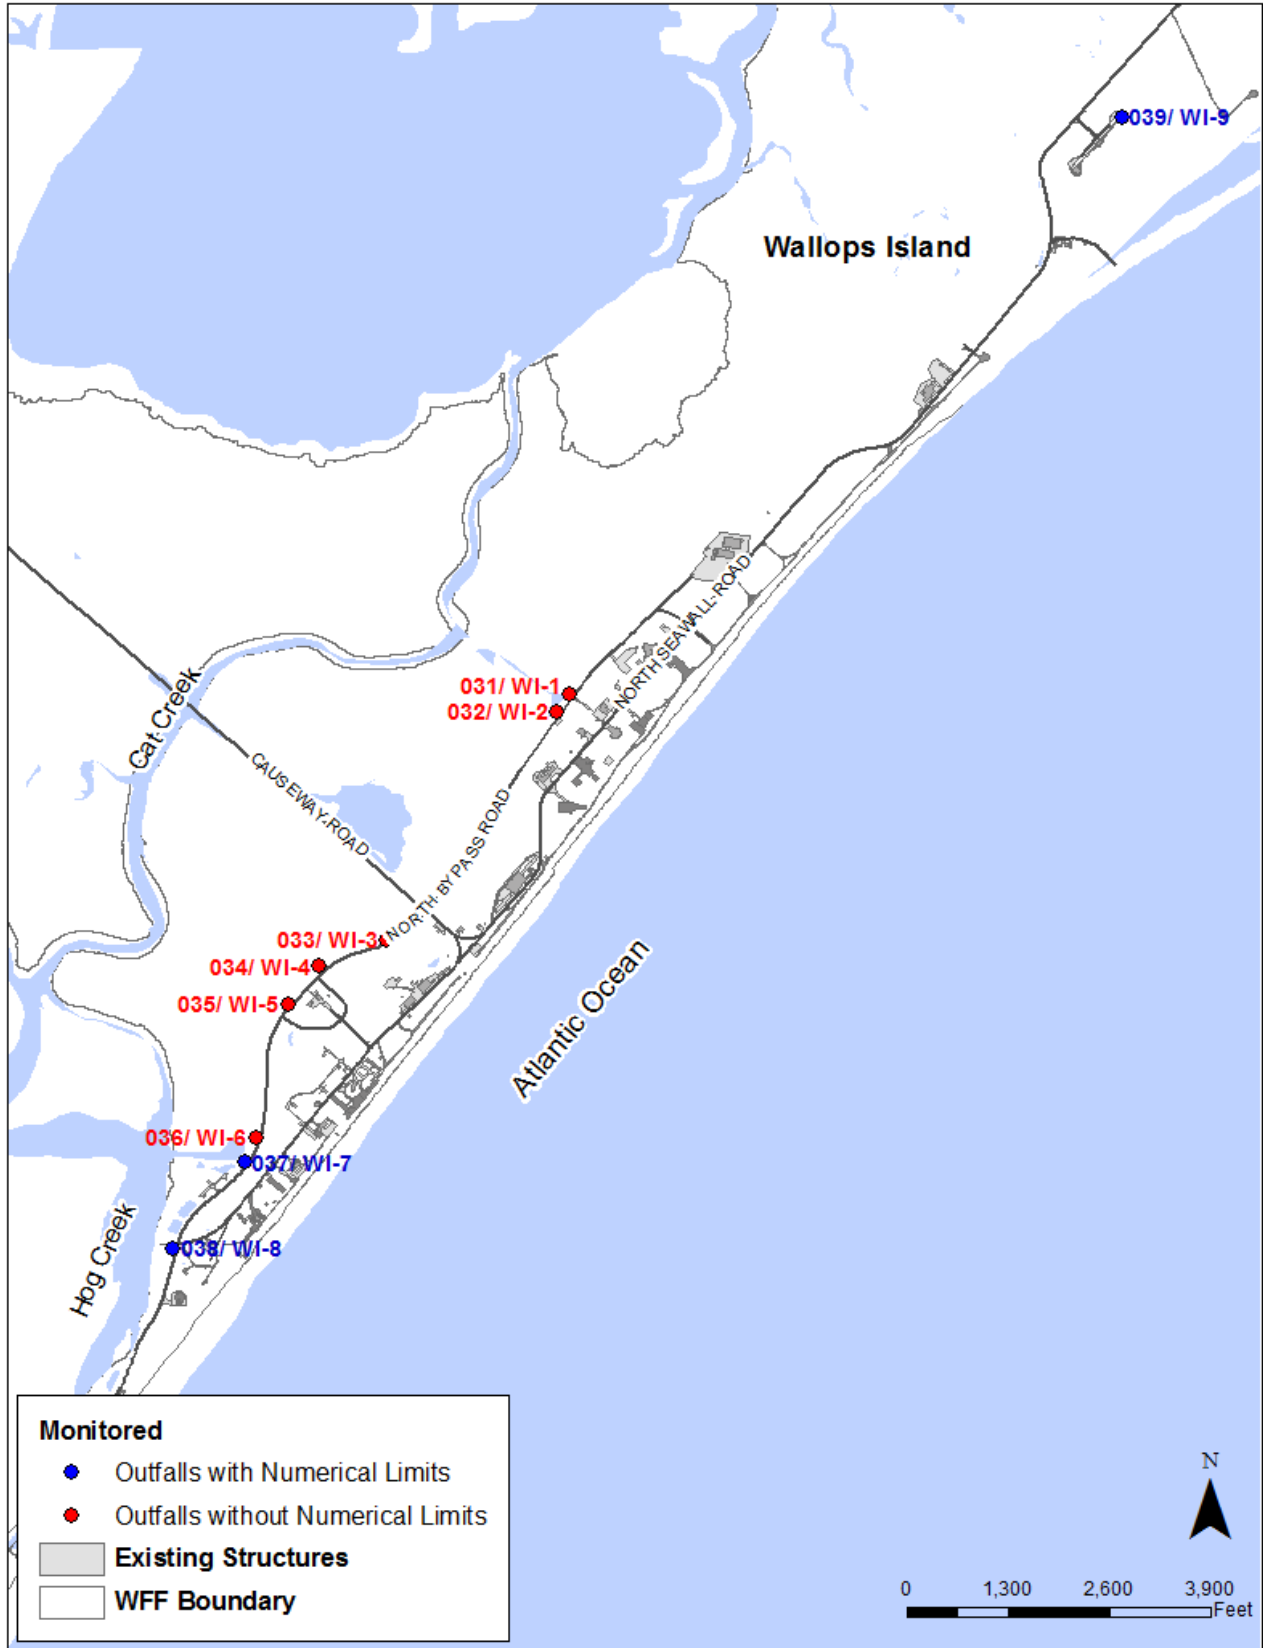 039/ WI-9
Wallops Island
NORTH SEAWALL ROAD
031/ WI-1
032/ WI-2
Cat Creek
CAUSEWAY ROAD
NORTH BYPASS ROAD
033/ WI-3
034/ WI-4
035/ WI-5
Atlantic Ocean
036/ WI-6
037/ WI-7
038/ WI-8
Hog Creek
Monitored
Outfalls with Numerical Limits
Outfalls without Numerical Limits
Existing Structures
WFF Boundary
N
0 1,300 2,600 3,900
Feet